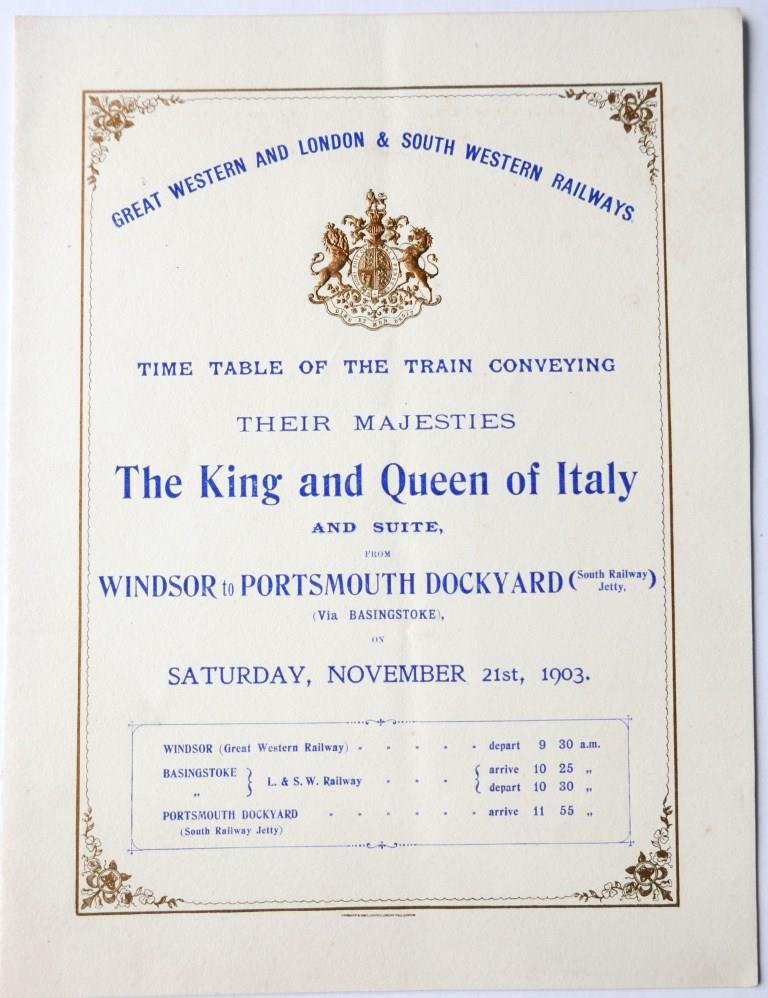 GREAT WESTERN AND LONDON & SOUTH WESTERN RAILWAYS.
TIME TABLE OF THE TRAIN CONVEYING
THEIR MAJESTIES
The King and Queen of Italy
AND SUITE,
FROM
WINDSOR to PORTSMOUTH DOCKYARD (South Railway Jetty,)
(Via BASINGSTOKE),
ON
SATURDAY, NOVEMBER 21st, 1903.
WINDSOR (Great Western Railway) - - - - - depart 9 30 a.m.
BASINGSTOKE } L. & S. W. Railway - - - { arrive 10 25 „
„ depart 10 30 „
PORTSMOUTH DOCKYARD - - - - - - arrive 11 55 „
(South Railway Jetty)